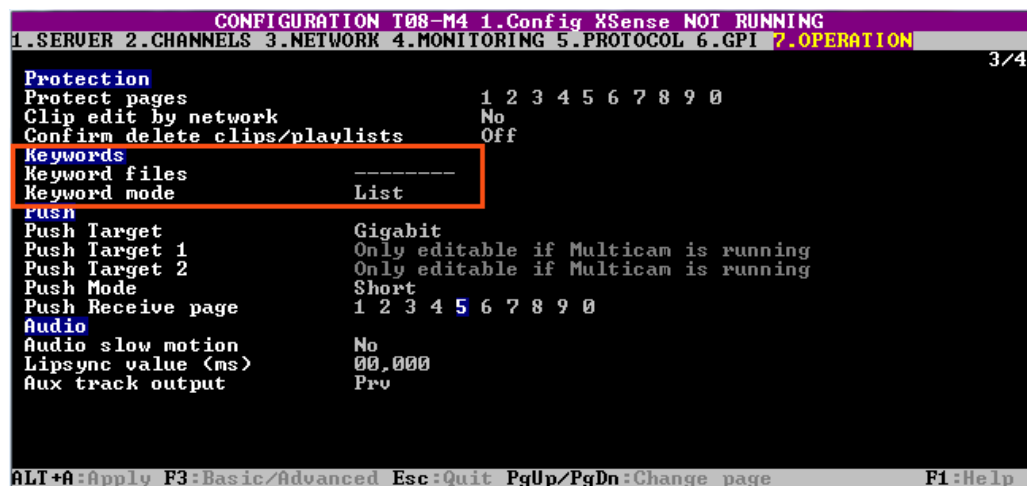 CONFIGURATION T08-M4 1.Config XSense NOT RUNNING
1.SERVER 2.CHANNELS 3.NETWORK 4.MONITORING 5.PROTOCOL 6.GPI 7.OPERATION
3/4
Protection
Protect pages 1 2 3 4 5 6 7 8 9 0
Clip edit by network No
Confirm delete clips/playlists Off
Keywords
Keyword files --------
Keyword mode List
Push
Push Target Gigabit
Push Target 1 Only editable if Multicam is running
Push Target 2 Only editable if Multicam is running
Push Mode Short
Push Receive page 1 2 3 4 5 6 7 8 9 0
Audio
Audio slow motion No
Lipsync value (ms) 00,000
Aux track output Prv
ALT+A:Apply F3:Basic/Advanced Esc:Quit PgUp/PgDn:Change page F1:Help